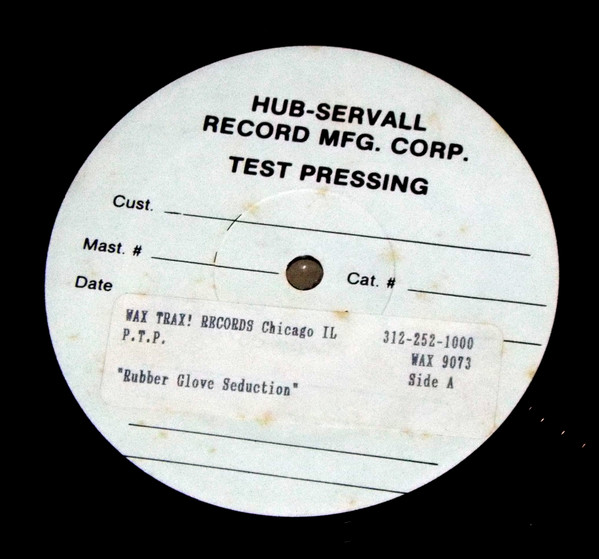 HUB-SERVALL
RECORD MFG. CORP.
TEST PRESSING
Cust.
Mast. # Cat. #
Date
WAX TRAX! RECORDS Chicago IL 312-252-1000
P.T.P. WAX 9073
"Rubber Glove Seduction" Side A